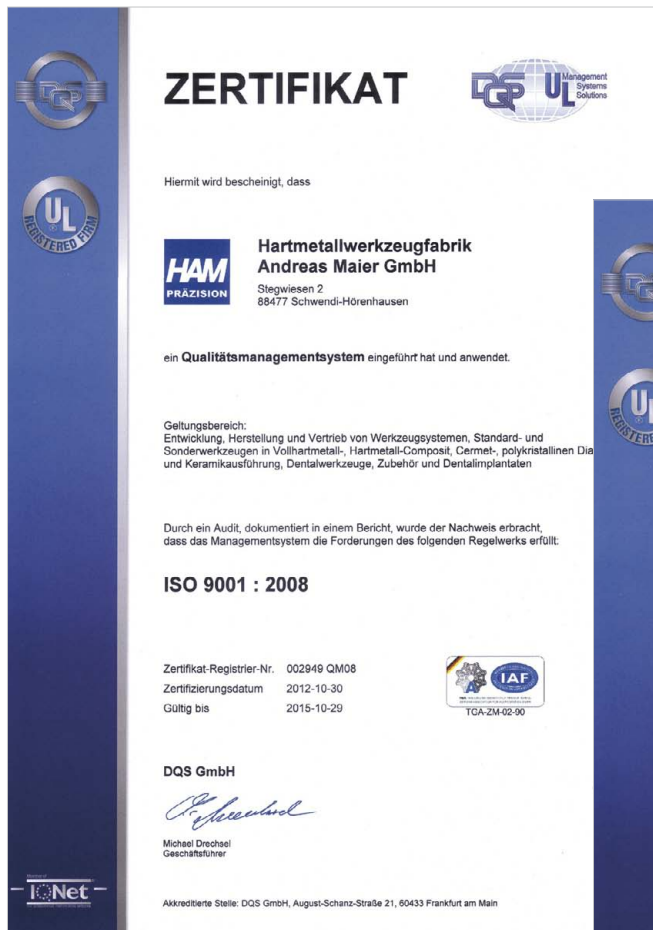 DQS
ZERTIFIKAT
DQS UL Management
Systems
Solutions
UL
REGISTERED FIRM
Hiermit wird bescheinigt, dass
HAM
PRÄZISION
Hartmetallwerkzeugfabrik
Andreas Maier GmbH
Stegwiesen 2
88477 Schwendi-Hörenhausen
ein Qualitätsmanagementsystem eingeführt hat und anwendet.
Geltungsbereich:
Entwicklung, Herstellung und Vertrieb von Werkzeugsystemen, Standard- und
Sonderwerkzeugen in Vollhartmetall-, Hartmetall-Composit, Cermet-, polykristallinen Dia
und Keramikausführung, Dentalwerkzeuge, Zubehör und Dentalimplantaten
Durch ein Audit, dokumentiert in einem Bericht, wurde der Nachweis erbracht,
dass das Managementsystem die Forderungen des folgenden Regelwerks erfüllt:
ISO 9001 : 2008
Zertifikat-Registrier-Nr. 002949 QM08
Zertifizierungsdatum 2012-10-30
Gültig bis 2015-10-29
IAF
TGA-ZM-02-90
DQS GmbH
Michael Drechsel
Geschäftsführer
IQNet
Akkreditierte Stelle: DQS GmbH, August-Schanz-Straße 21, 60433 Frankfurt am Main